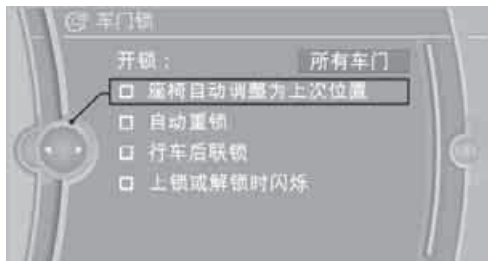 车门锁
开锁： 所有车门
座椅自动调整为上次位置
自动重锁
行车后联锁
上锁或解锁时闪烁